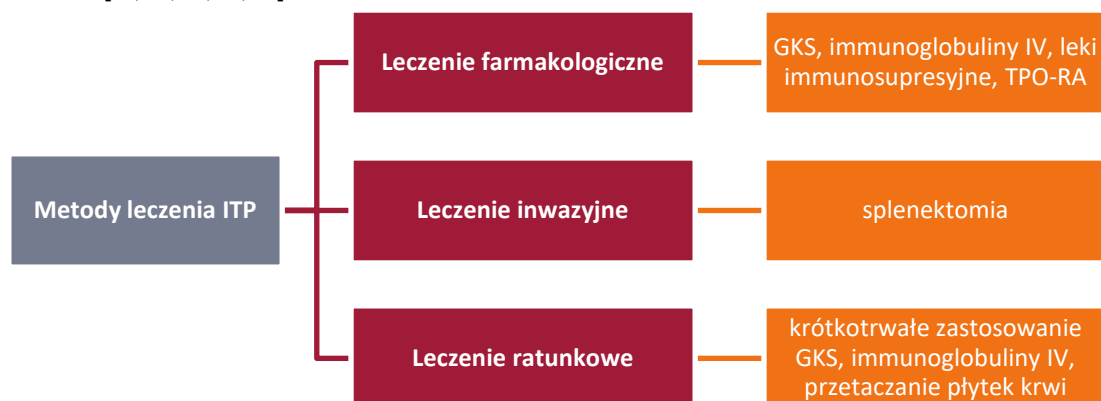 Leczenie farmakologiczne
GKS, immunoglobuliny IV, leki
immunosupresyjne, TPO-RA
Metody leczenia ITP
Leczenie inwazyjne
splenektomia
Leczenie ratunkowe
krótkotrwałe zastosowanie
GKS, immunoglobuliny IV,
przetaczanie płytek krwi